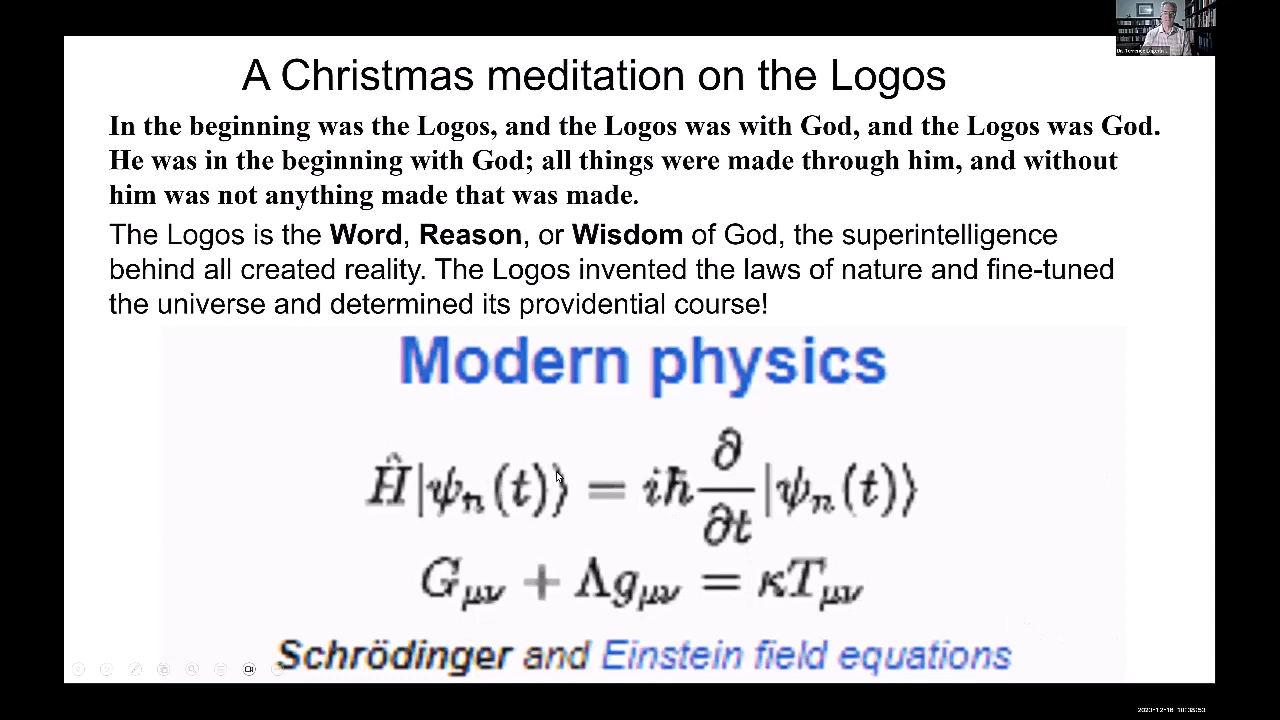 A Christmas meditation on the Logos
In the beginning was the Logos, and the Logos was with God, and the Logos was God.
He was in the beginning with God; all things were made through him, and without
him was not anything made that was made.
The Logos is the Word, Reason, or Wisdom of God, the superintelligence
behind all created reality. The Logos invented the laws of nature and fine-tuned
the universe and determined its providential course!
Modern physics
Ĥ|ψₙ(t)⟩ = iħ ∂/∂t |ψₙ(t)⟩
Gμν + Λgμν = κTμν
Schrödinger and Einstein field equations